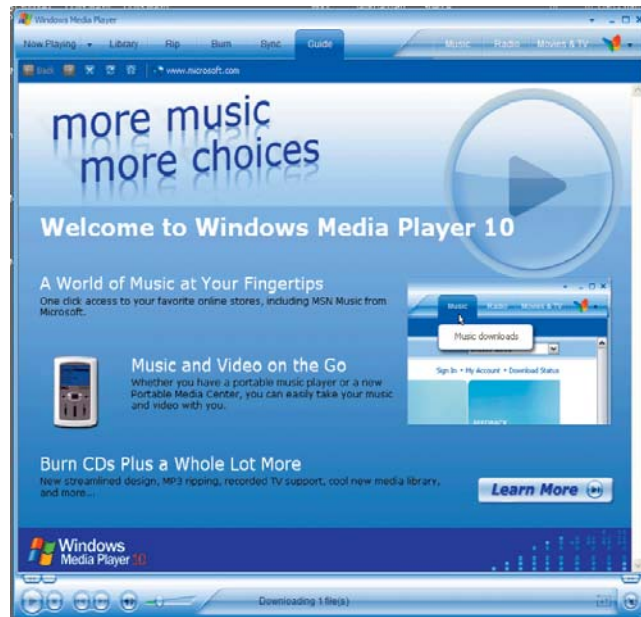 Windows Media Player
Now Playing Library Rip Burn Sync Guide Music Radio Movies & TV
Back www.microsoft.com
more music
more choices
Welcome to Windows Media Player 10
A World of Music at Your Fingertips
One click access to your favorite online stores, including MSN Music from
Microsoft.
Music Radio Movies & TV
Music downloads
Sign In • My Account • Download Status
FEEDBACK
Music and Video on the Go
Whether you have a portable music player or a new
Portable Media Center, you can easily take your music
and video with you.
Burn CDs Plus a Whole Lot More
New streamlined design, MP3 ripping, recorded TV support, cool new media library,
and more...
Learn More
Windows
Media Player 10
Downloading 1 file(s)